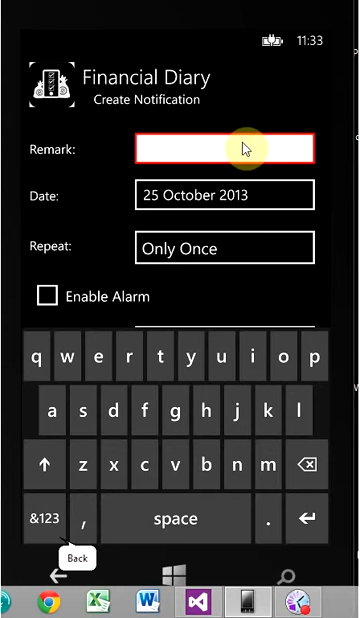 11:33
Financial Diary
Create Notification
Remark:
Date: 25 October 2013
Repeat: Only Once
Enable Alarm
q w e r t y u i o p
a s d f g h j k l
z x c v b n m
&123 , space .
Back